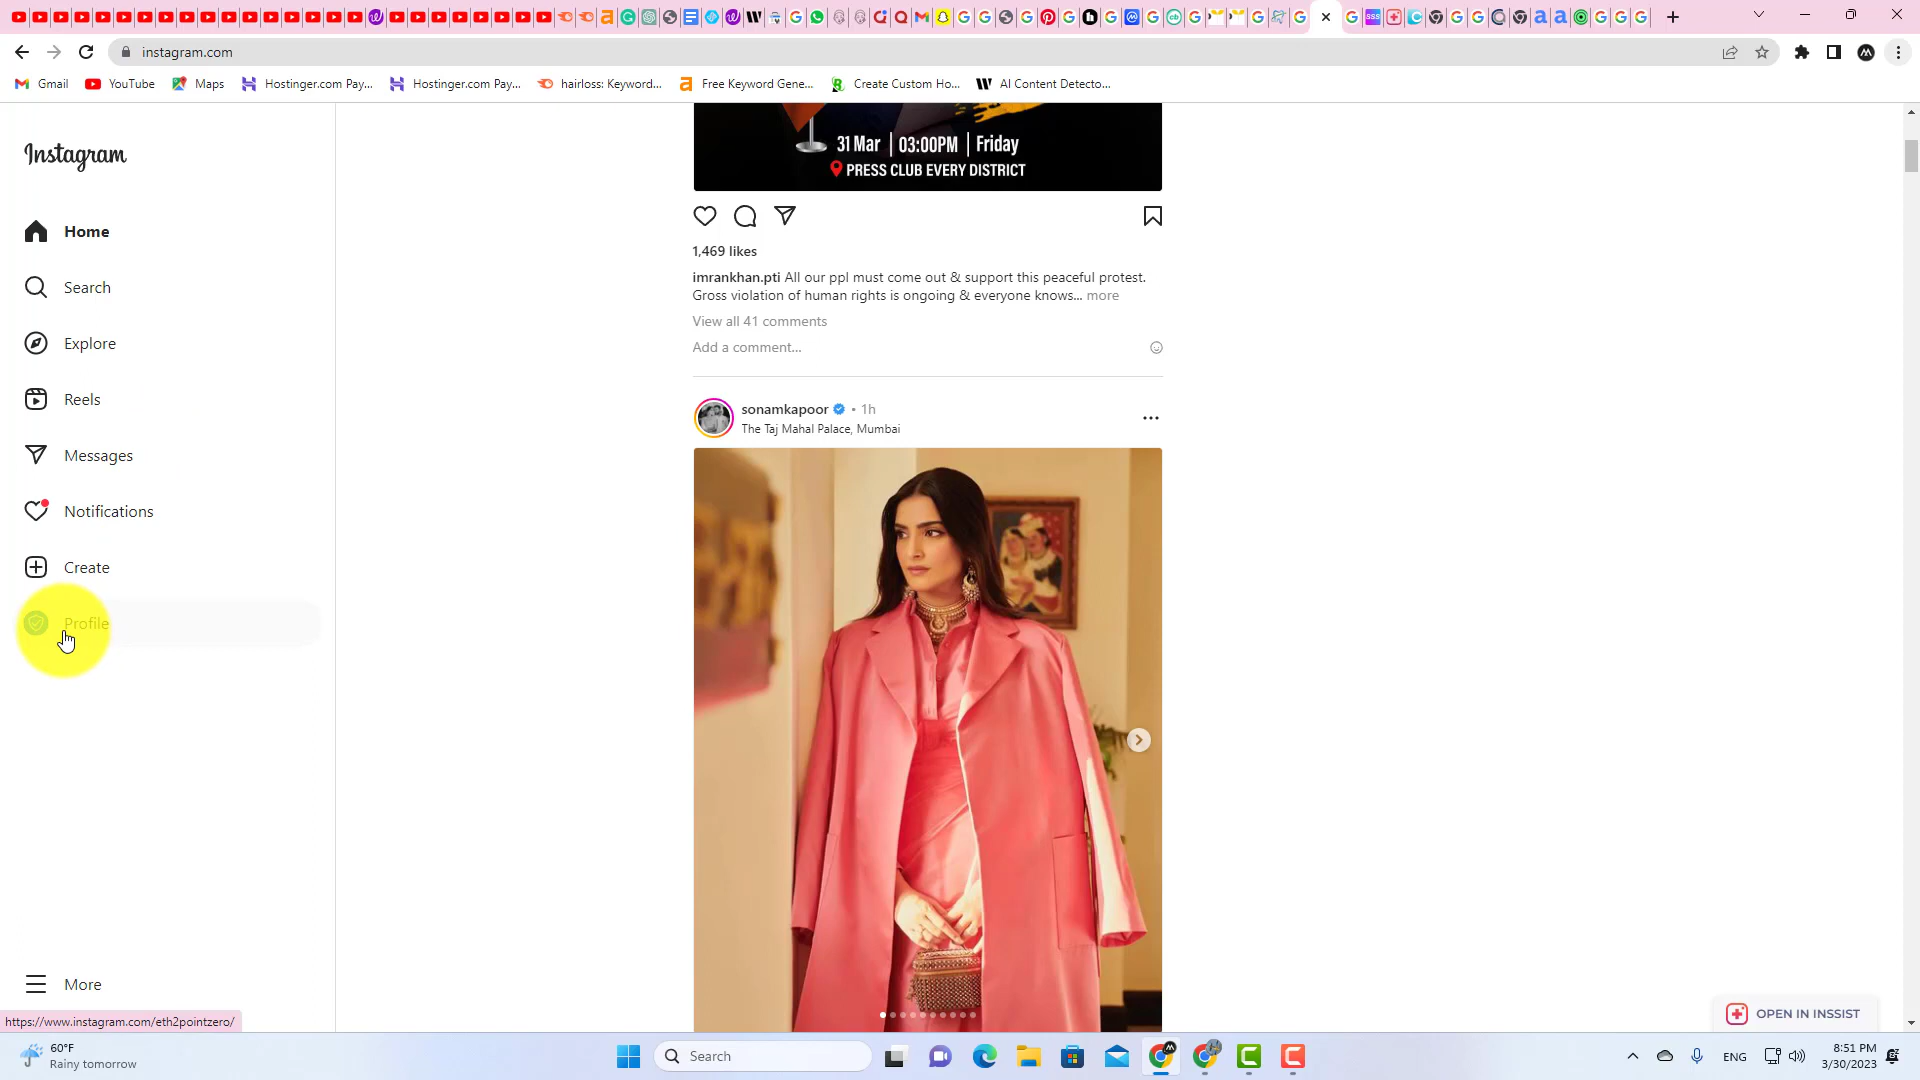 instagram.com
Gmail YouTube Maps Hostinger.com Pay... Hostinger.com Pay... hairloss: Keyword... Free Keyword Gene... Create Custom Ho... AI Content Detecto...
Instagram
Home
Search
Explore
Reels
Messages
Notifications
Create
Profile
More
https://www.instagram.com/eth2pointzero/
31 Mar | 03:00PM | Friday
PRESS CLUB EVERY DISTRICT
1,469 likes
imrankhan.pti All our ppl must come out & support this peaceful protest.
Gross violation of human rights is ongoing & everyone knows... more
View all 41 comments
Add a comment...
sonamkapoor • 1h
The Taj Mahal Palace, Mumbai
OPEN IN INSSIST
60°F
Rainy tomorrow
Search
ENG
8:51 PM
3/30/2023